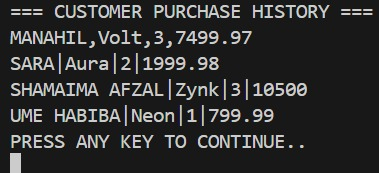 === CUSTOMER PURCHASE HISTORY ===
MANAHIL,Volt,3,7499.97
SARA|Aura|2|1999.98
SHAMAIMA AFZAL|Zynk|3|10500
UME HABIBA|Neon|1|799.99
PRESS ANY KEY TO CONTINUE..